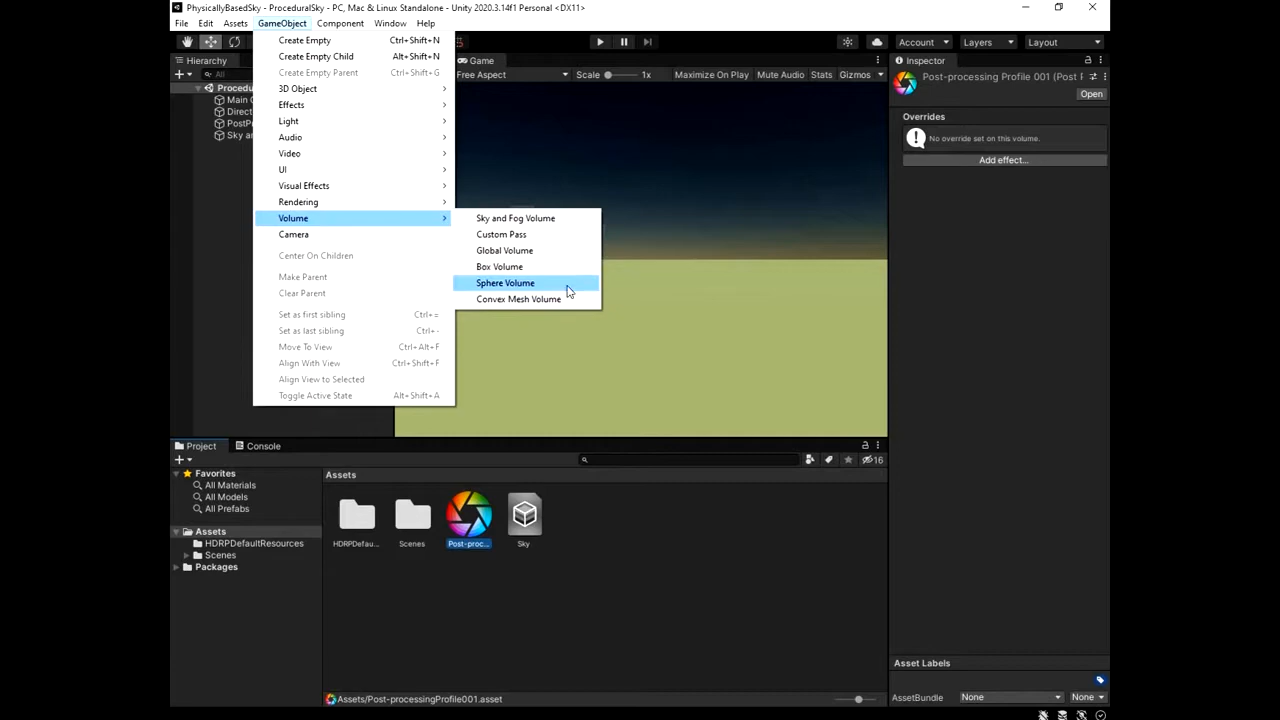 PhysicallyBasedSky - ProceduralSky - PC, Mac & Linux Standalone - Unity 2020.3.14f1 Personal <DX11>
File Edit Assets GameObject Component Window Help
Account Layers Layout
Hierarchy
All
Main C
PostP
Create Empty Ctrl+Shift+N
Create Empty Child Alt+Shift+N
Create Empty Parent Ctrl+Shift+G
3D Object
Effects
Light
Audio
Video
UI
Visual Effects
Rendering
Volume
Camera
Center On Children
Make Parent
Clear Parent
Set as first sibling Ctrl+=
Set as last sibling Ctrl+-
Move To View Ctrl+Alt+F
Align With View Ctrl+Shift+F
Align View to Selected
Toggle Active State Alt+Shift+A
Sky and Fog Volume
Custom Pass
Global Volume
Box Volume
Sphere Volume
Convex Mesh Volume
Game
Free Aspect Scale 1x Maximize On Play Mute Audio Stats Gizmos
Inspector
Post-processing Profile 001 (Post
Open
Overrides
No override set on this volume.
Add effect...
Project Console
16
Favorites
All Materials
All Models
All Prefabs
Assets
HDRPDefaultResources
Scenes
Packages
Assets
HDRPDefau... Scenes Post-proc... Sky
Assets/Post-processingProfile001.asset
Asset Labels
AssetBundle None None